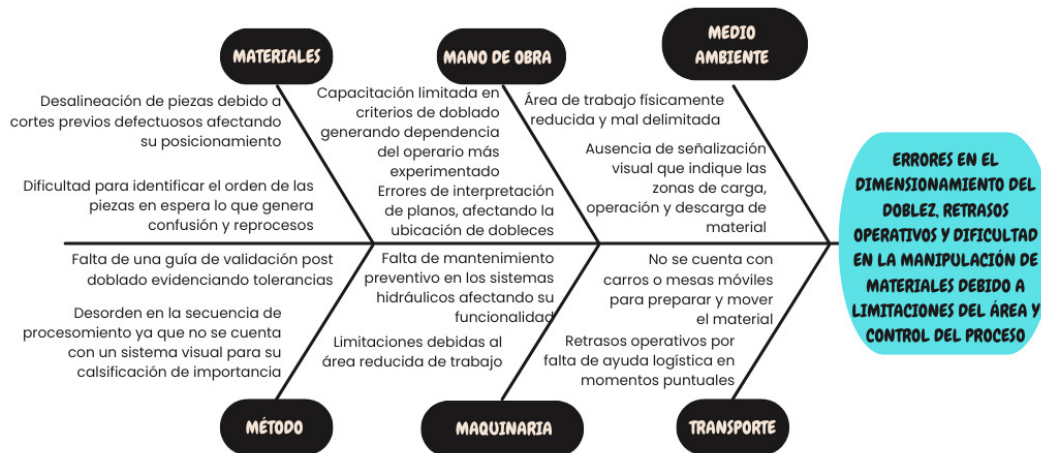 MATERIALES
MANO DE OBRA
MEDIO
AMBIENTE
Desalineación de piezas debido a
cortes previos defectuosos afectando
su posicionamiento
Dificultad para identificar el orden de las
piezas en espera lo que genera
confusión y reprocesos
Capacitación limitada en
criterios de doblado
generando dependencia
del operario más
experimentado
Errores de interpretación
de planos, afectando la
ubicación de dobleces
Área de trabajo físicamente
reducida y mal delimitada
Ausencia de señalización
visual que indique las
zonas de carga,
operación y descarga de
material
ERRORES EN EL
DIMENSIONAMIENTO DEL
DOBLEZ, RETRASOS
OPERATIVOS Y DIFICULTAD
EN LA MANIPULACIÓN DE
MATERIALES DEBIDO A
LIMITACIONES DEL ÁREA Y
CONTROL DEL PROCESO
Falta de una guía de validación post
doblado evidenciando tolerancias
Desorden en la secuencia de
procesomiento ya que no se cuenta
con un sistema visual para su
calsificación de importancia
Falta de mantenimiento
preventivo en los sistemas
hidráulicos afectando su
funcionalidad
Limitaciones debidas al
área reducida de trabajo
No se cuenta con
carros o mesas móviles
para preparar y mover
el material
Retrasos operativos por
falta de ayuda logística en
momentos puntuales
MÉTODO
MAQUINARIA
TRANSPORTE